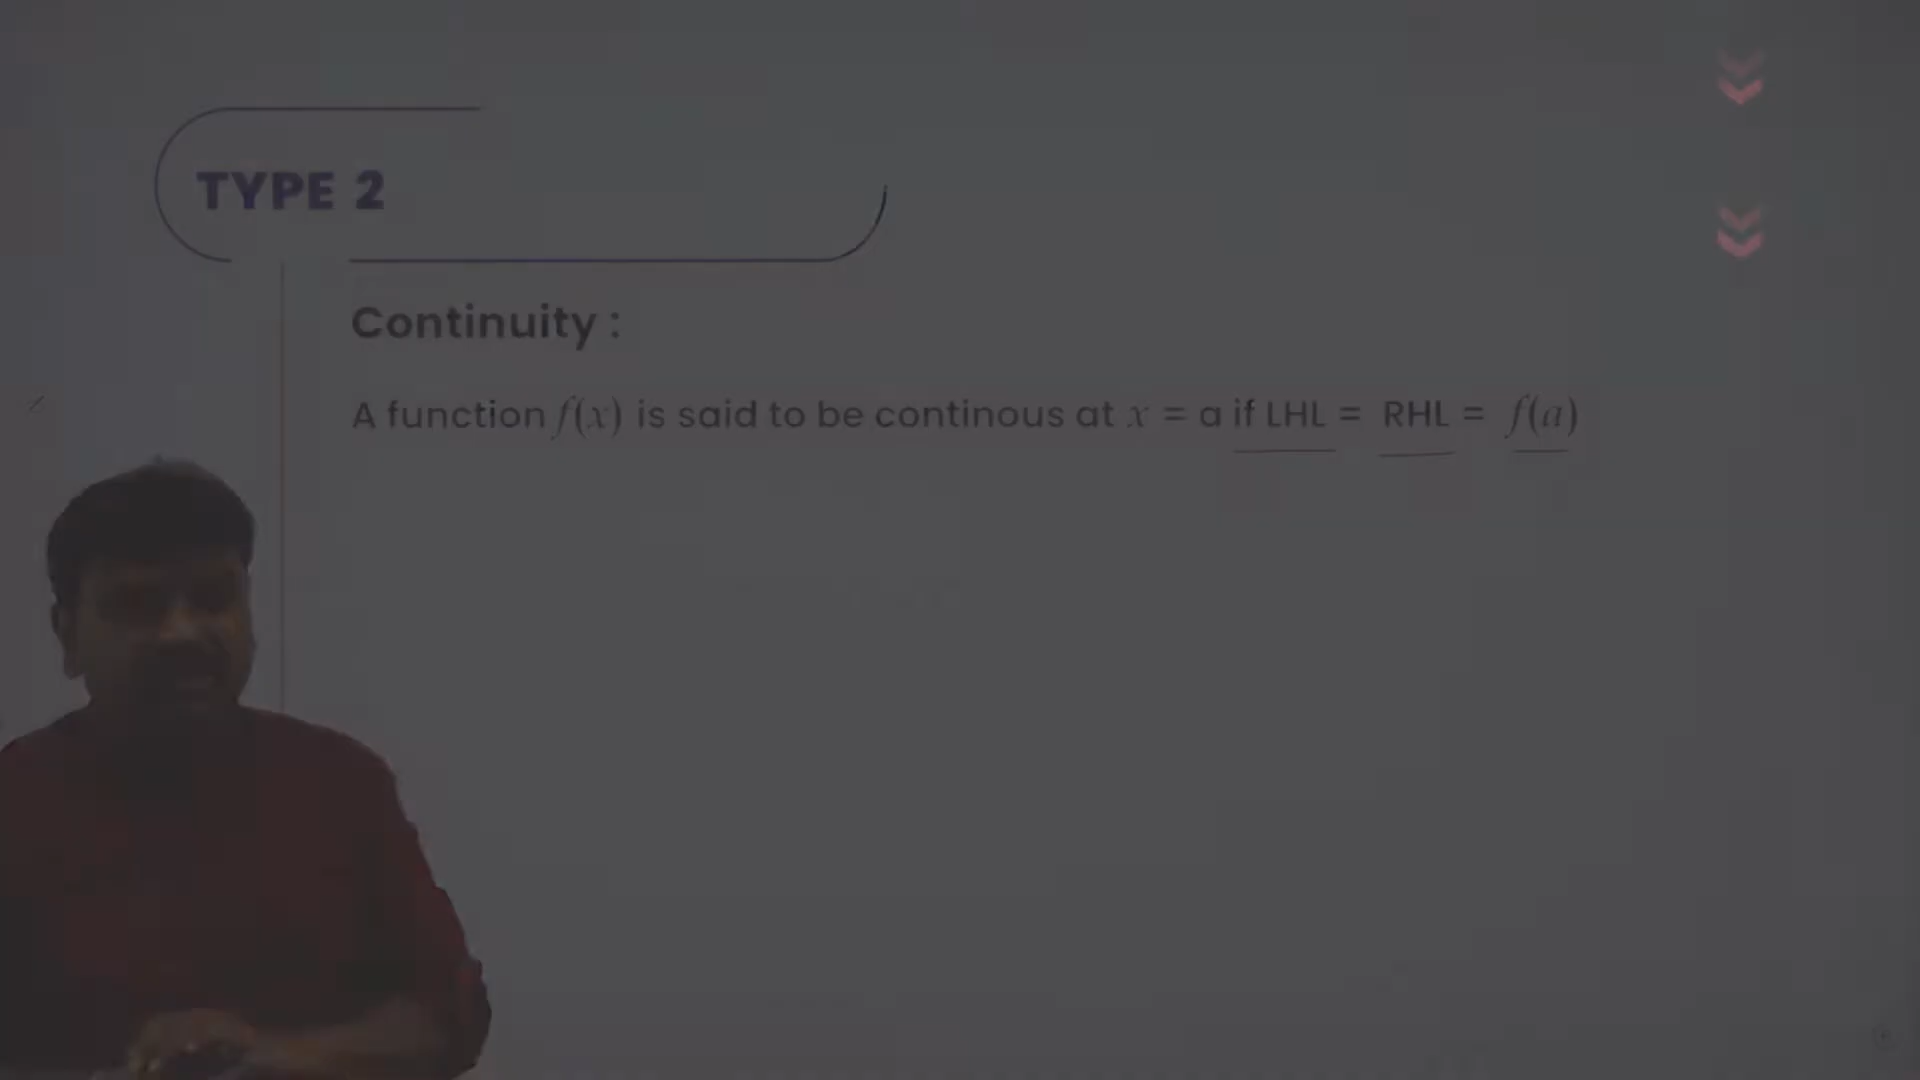 TYPE 2
Continuity :
A function f(x) is said to be continous at x = a if LHL = RHL = f(a)